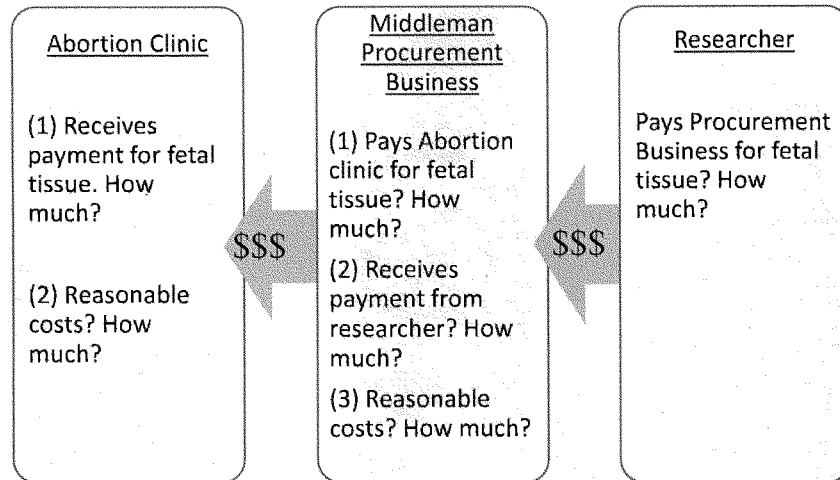 Abortion Clinic
(1) Receives
payment for fetal
tissue. How
much?
(2) Reasonable
costs? How
much?
$$$
Middleman
Procurement
Business
(1) Pays Abortion
clinic for fetal
tissue? How
much?
(2) Receives
payment from
researcher? How
much?
(3) Reasonable
costs? How much?
$$$
Researcher
Pays Procurement
Business for fetal
tissue? How
much?